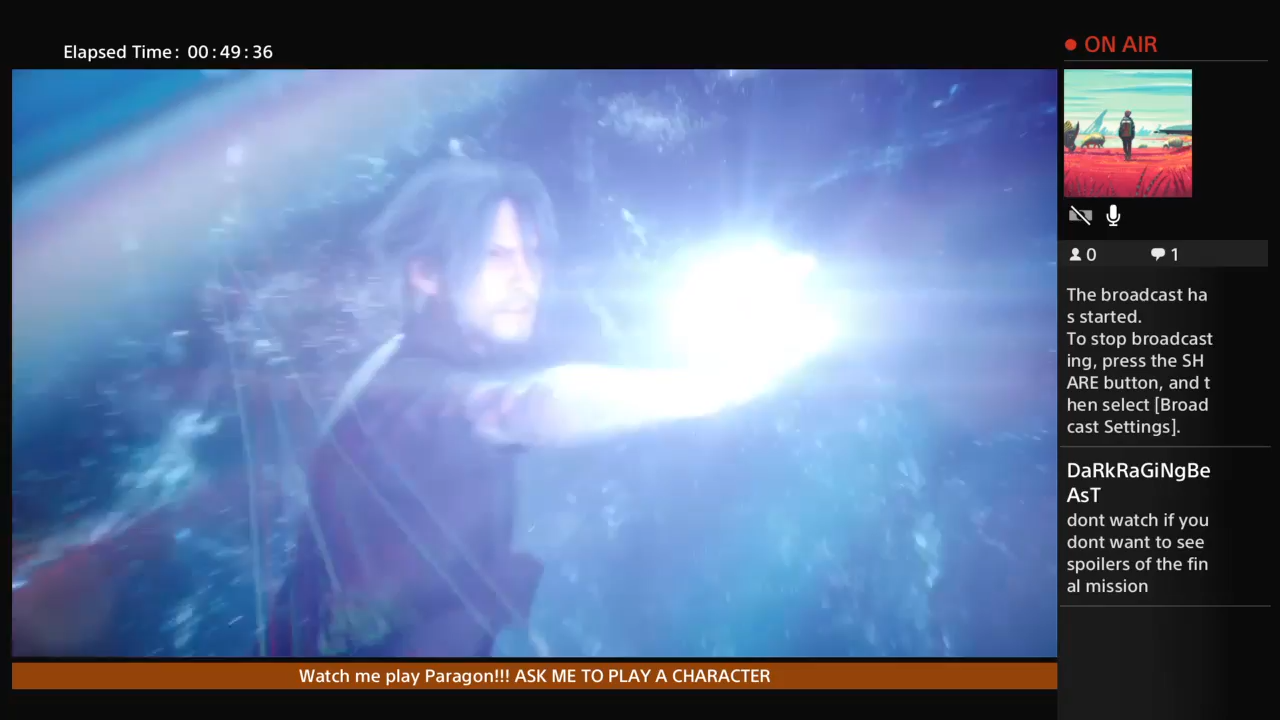 Elapsed Time: 00:49:36
ON AIR
0 1
The broadcast ha
s started.
To stop broadcast
ing, press the SH
ARE button, and t
hen select [Broad
cast Settings].
DaRkRaGiNgBe
AsT
dont watch if you
dont want to see
spoilers of the fin
al mission
Watch me play Paragon!!! ASK ME TO PLAY A CHARACTER